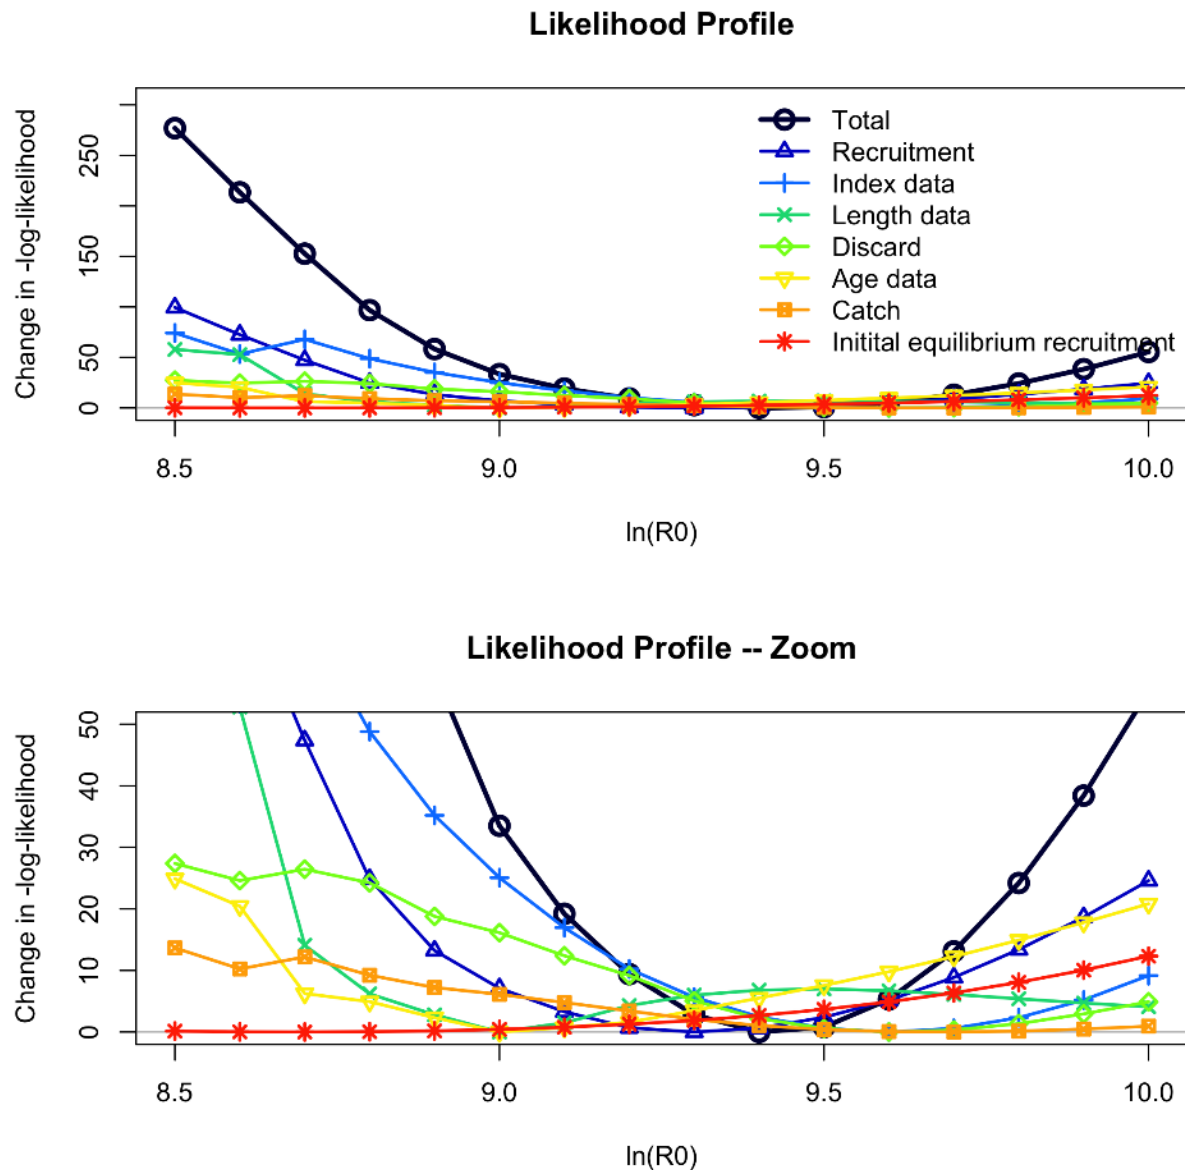 Likelihood Profile
Change in -log-likelihood
250
150
50
0
Total
Recruitment
Index data
Length data
Discard
Age data
Catch
Initital equilibrium recruitment
8.5 9.0 9.5 10.0
ln(R0)
Likelihood Profile -- Zoom
Change in -log-likelihood
50
40
30
20
10
0
8.5 9.0 9.5 10.0
ln(R0)